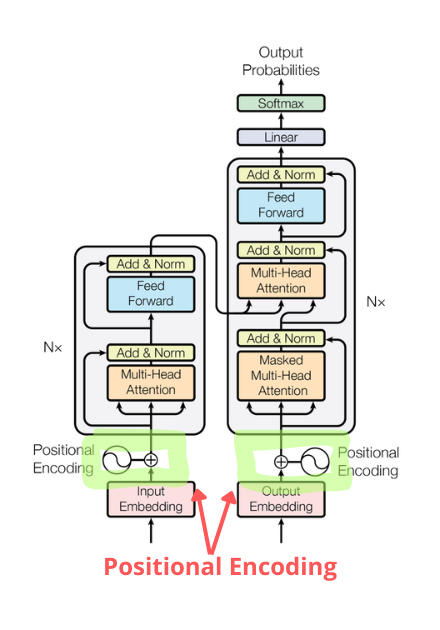 Output
Probabilities
Softmax
Linear
Add & Norm
Feed
Forward
Add & Norm
Multi-Head
Attention
Add & Norm
Masked
Multi-Head
Attention
N×
Add & Norm
Feed
Forward
Add & Norm
Multi-Head
Attention
N×
Positional
Encoding
Positional
Encoding
Input
Embedding
Output
Embedding
Positional Encoding